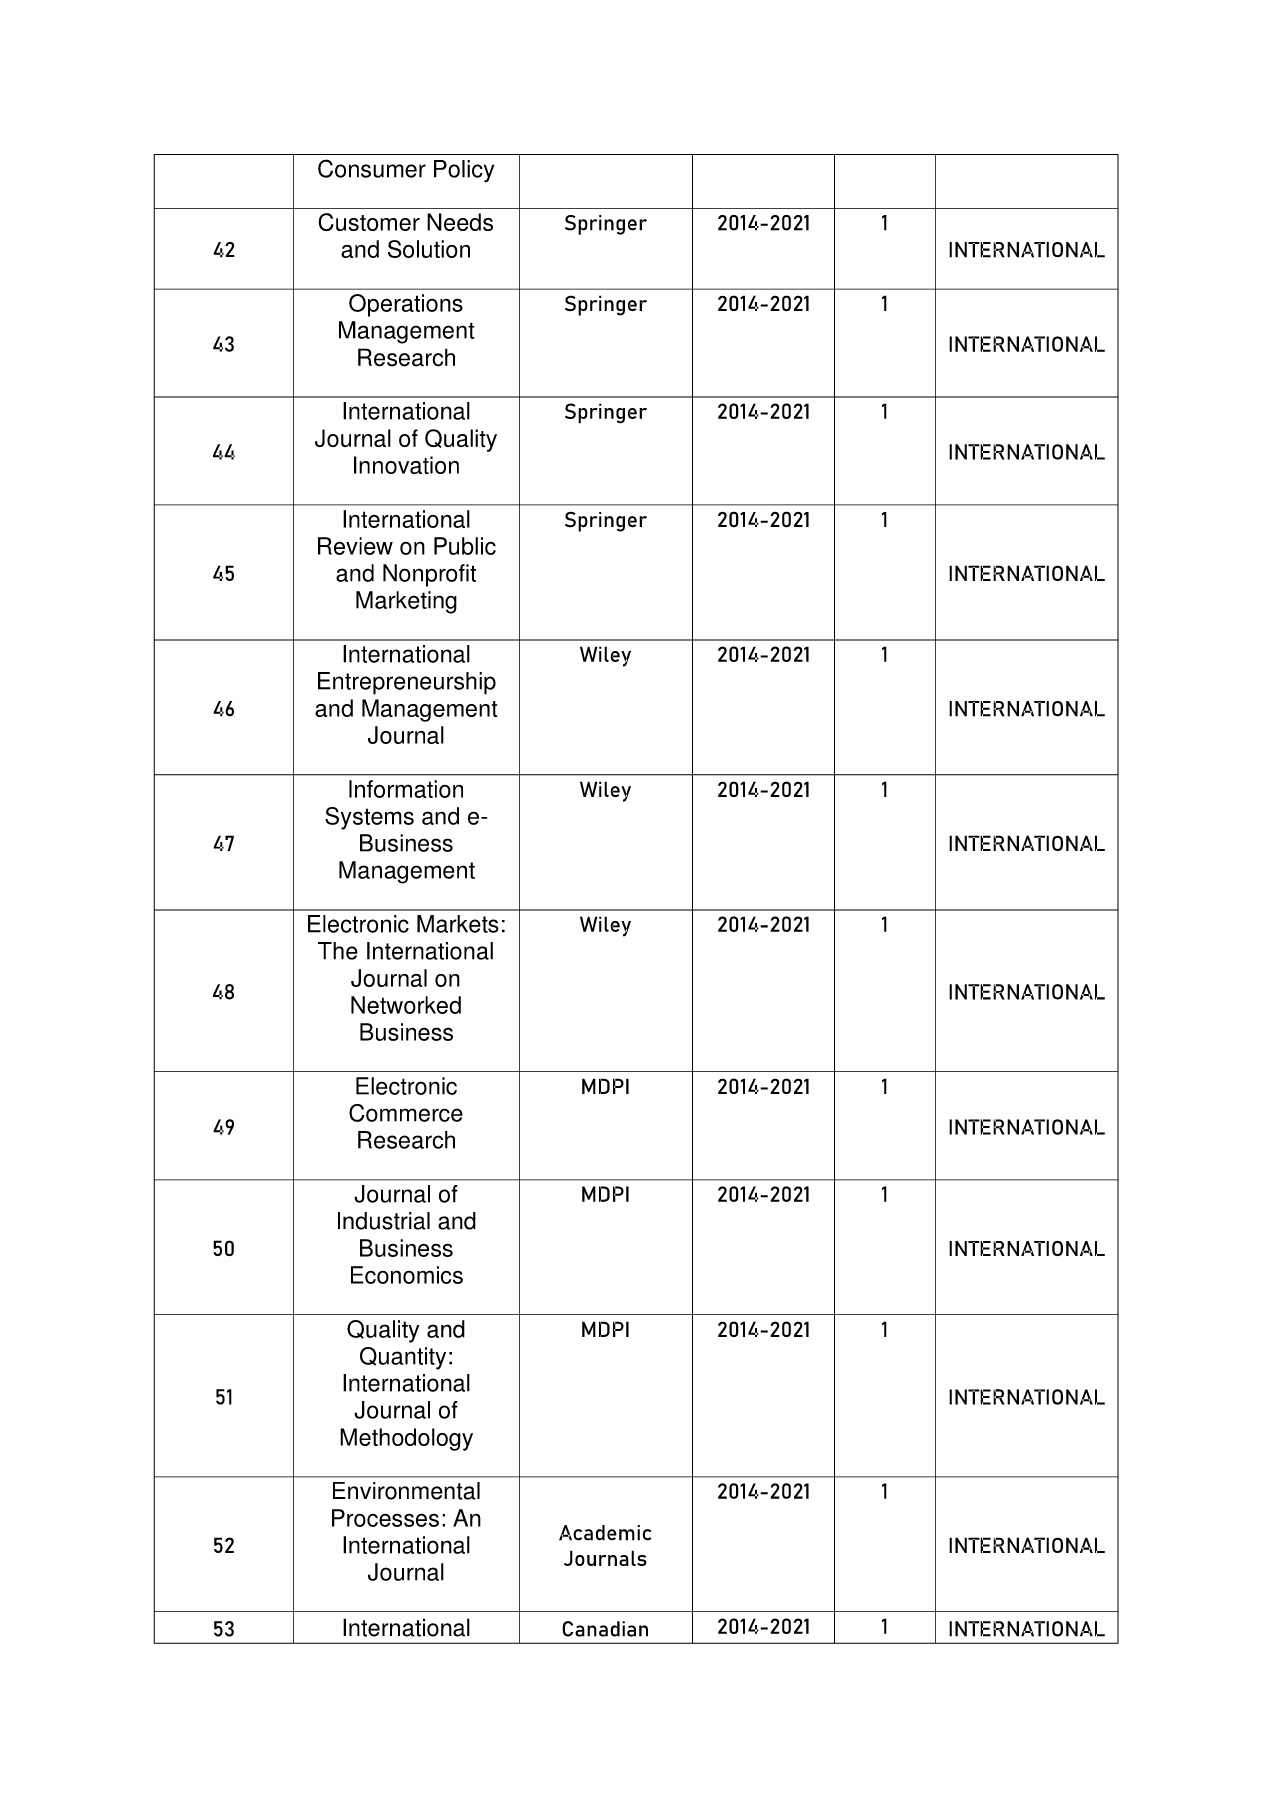 Consumer Policy
42 Customer Needs and Solution Springer 2014-2021 1 INTERNATIONAL
43 Operations Management Research Springer 2014-2021 1 INTERNATIONAL
44 International Journal of Quality Innovation Springer 2014-2021 1 INTERNATIONAL
45 International Review on Public and Nonprofit Marketing Springer 2014-2021 1 INTERNATIONAL
46 International Entrepreneurship and Management Journal Wiley 2014-2021 1 INTERNATIONAL
47 Information Systems and e-Business Management Wiley 2014-2021 1 INTERNATIONAL
48 Electronic Markets: The International Journal on Networked Business Wiley 2014-2021 1 INTERNATIONAL
49 Electronic Commerce Research MDPI 2014-2021 1 INTERNATIONAL
50 Journal of Industrial and Business Economics MDPI 2014-2021 1 INTERNATIONAL
51 Quality and Quantity: International Journal of Methodology MDPI 2014-2021 1 INTERNATIONAL
52 Environmental Processes: An International Journal Academic Journals 2014-2021 1 INTERNATIONAL
53 International Canadian 2014-2021 1 INTERNATIONAL